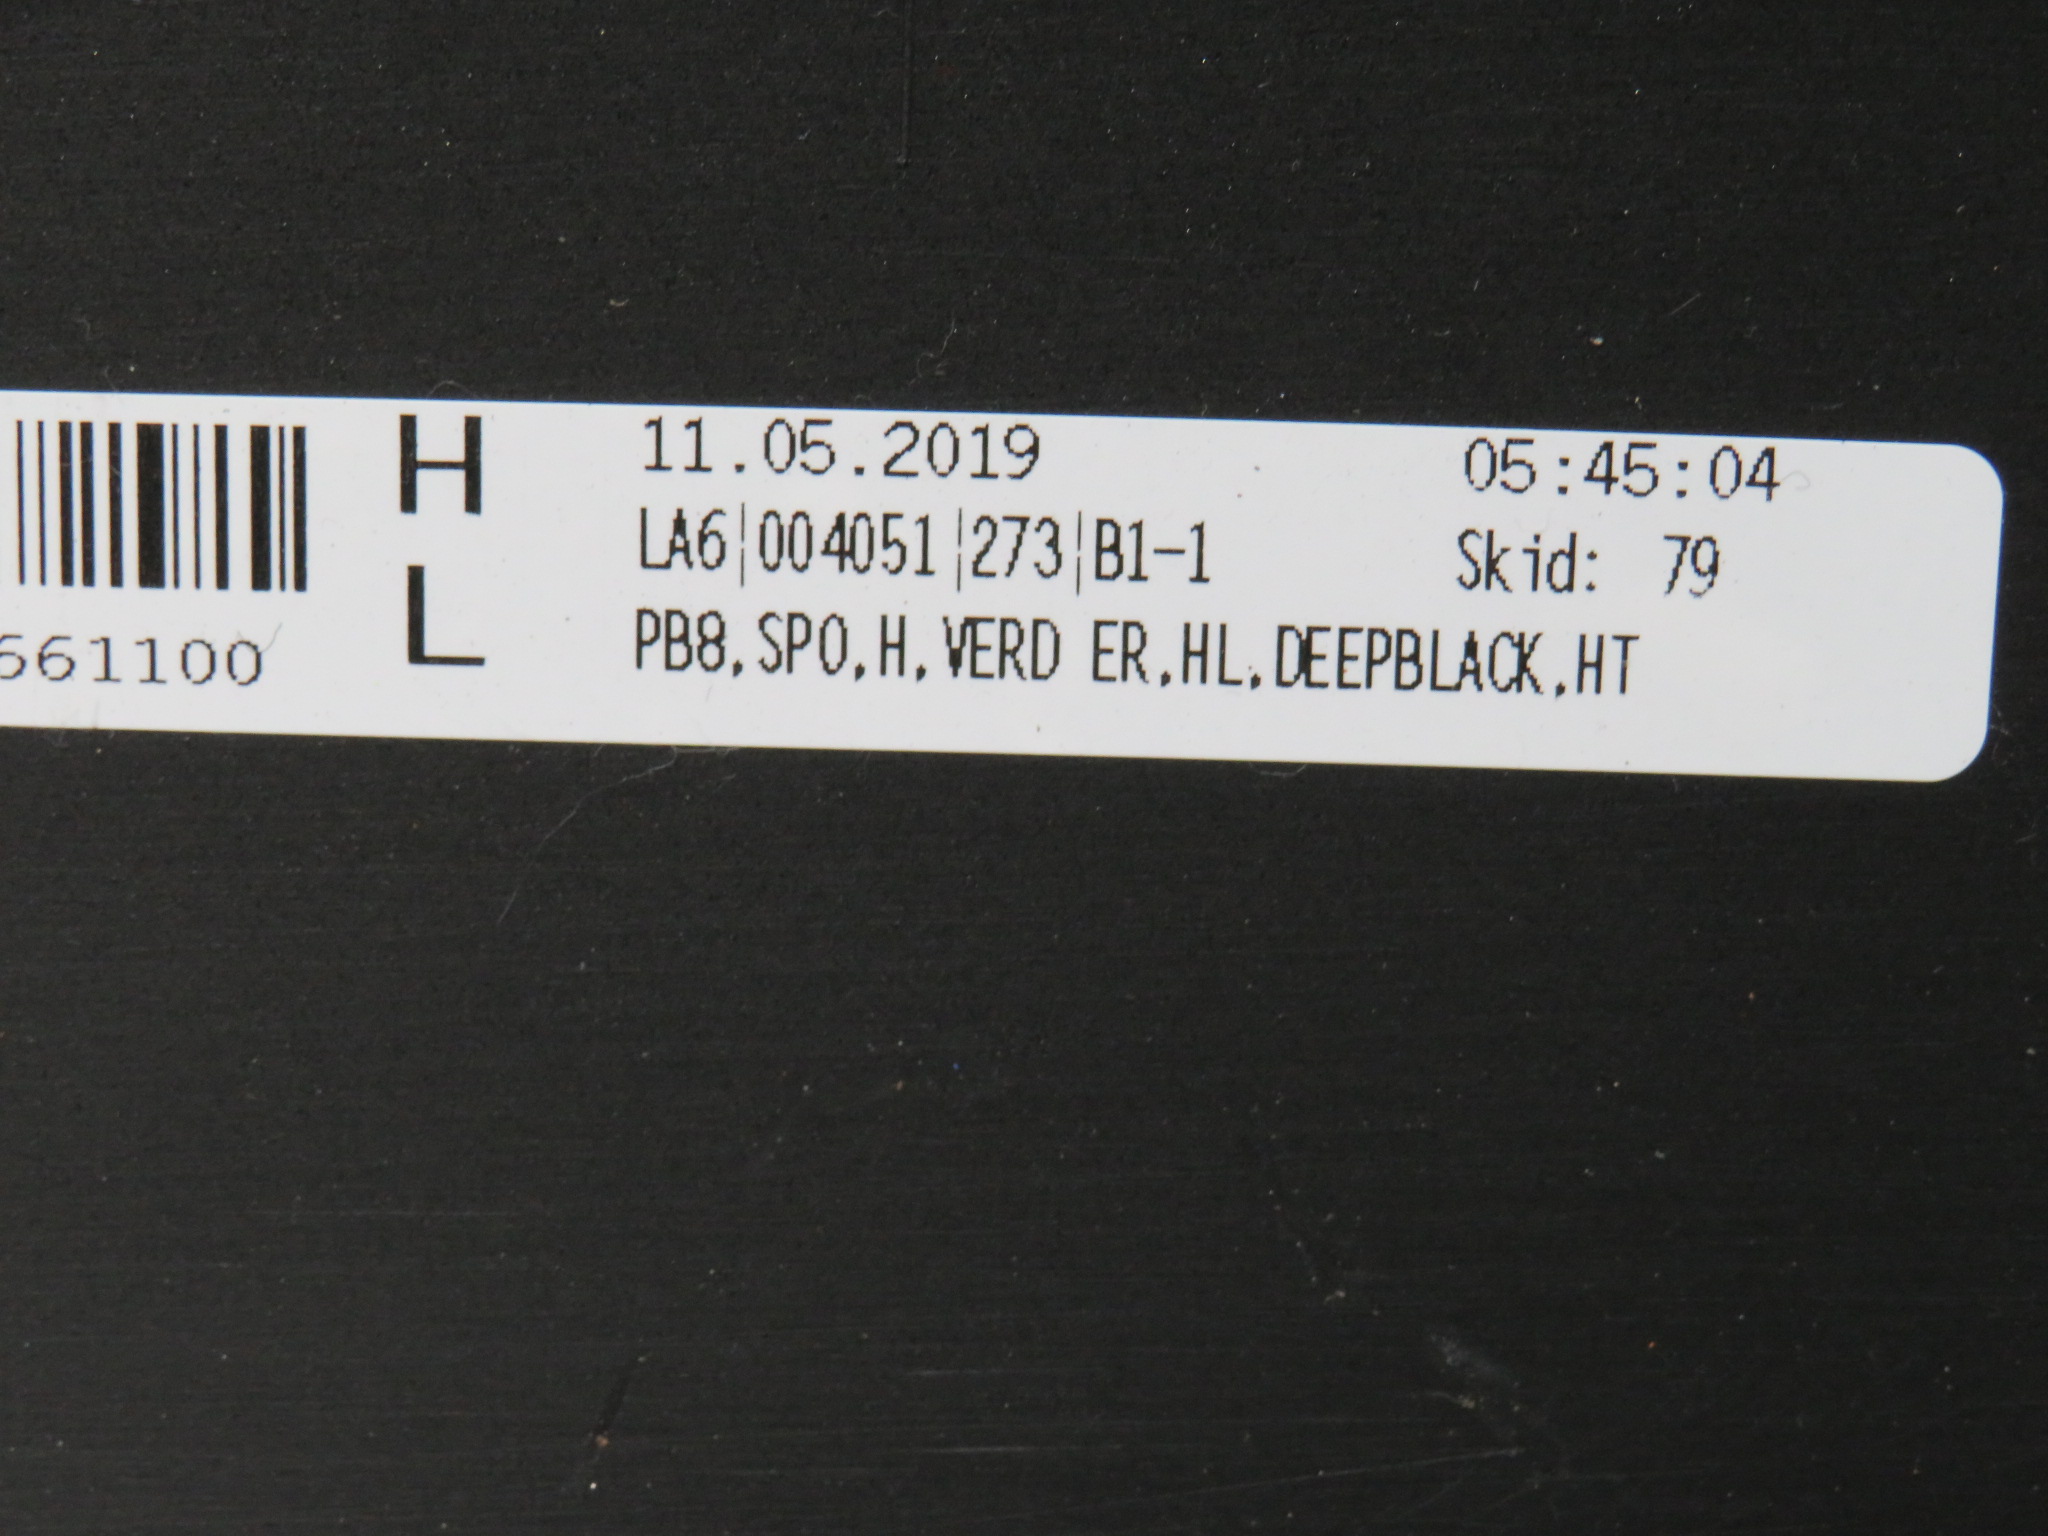 H 11.05.2019 05:45:04
LA6|004051|273|B1-1 Skid: 79
L PB8.SPO.H.VERD ER.HL.DEEPBLACK.HT
661100